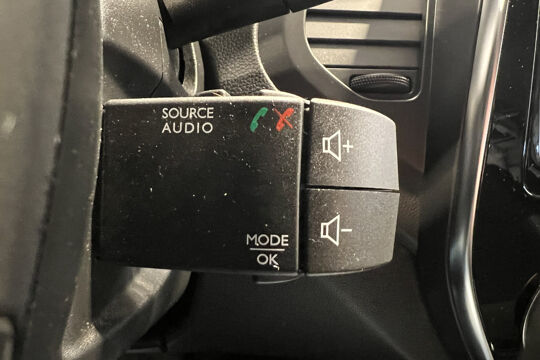 SOURCE
AUDIO
+
MODE
OK
-